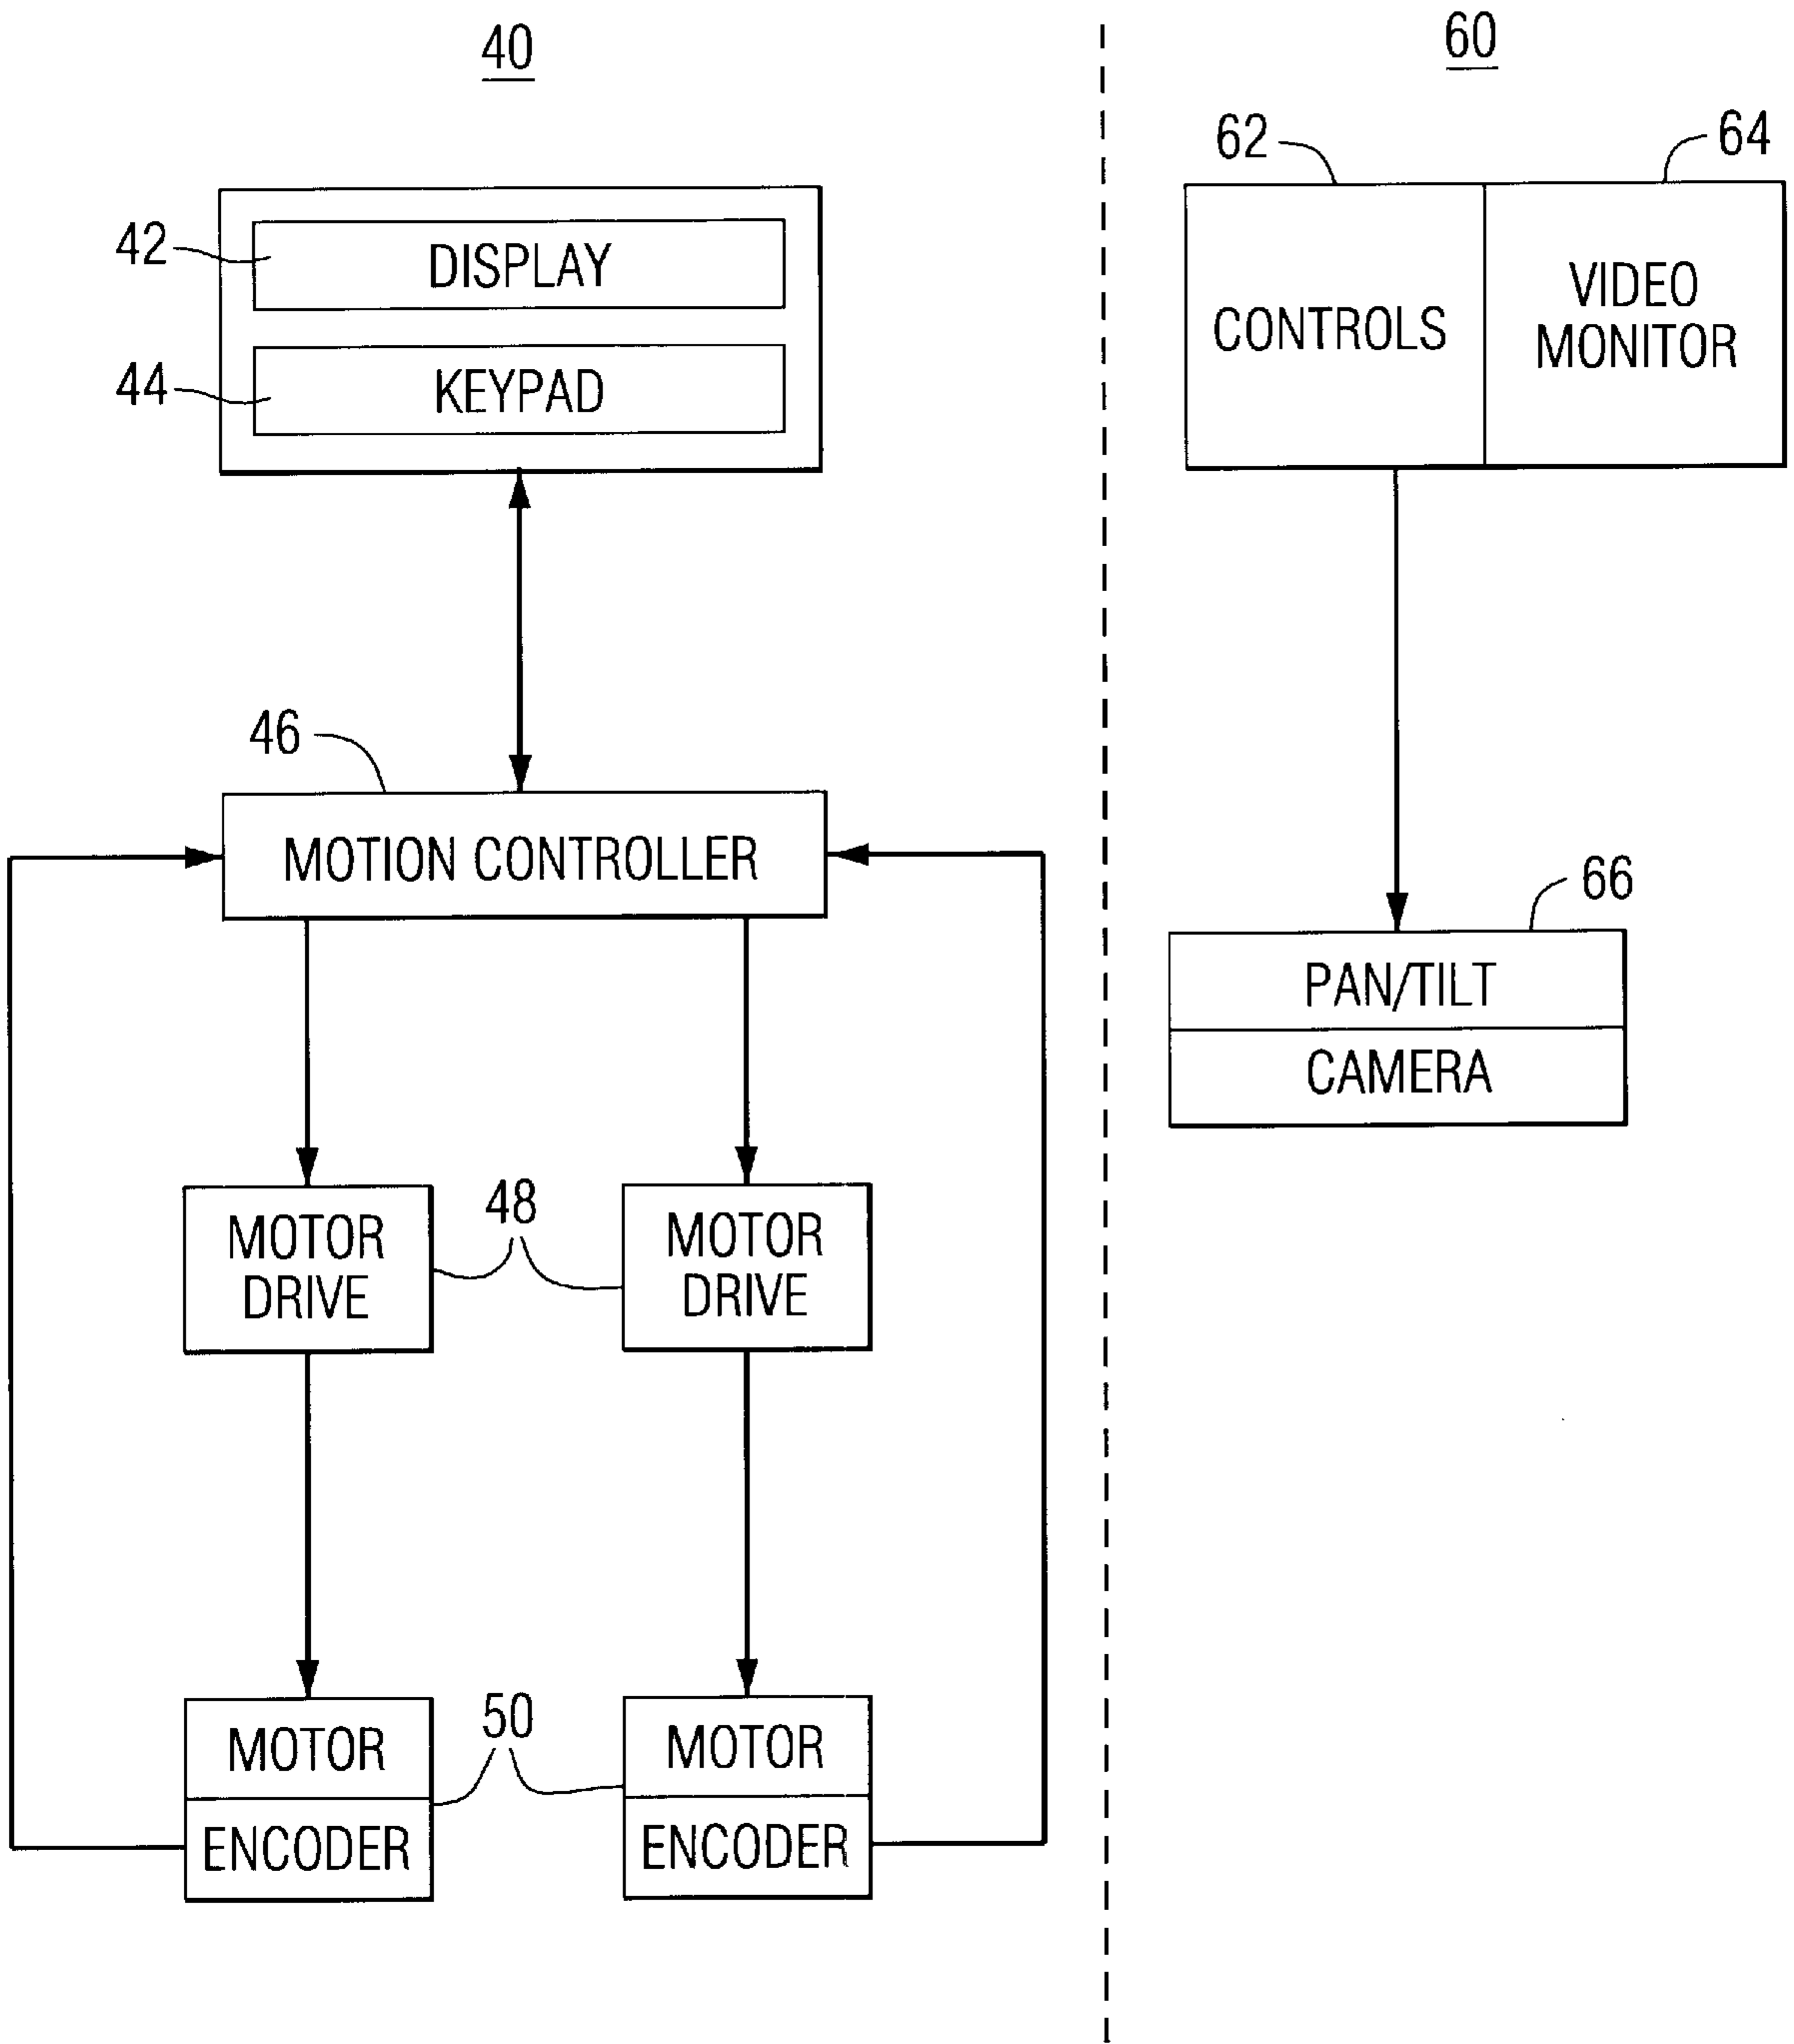 40
42
DISPLAY
44
KEYPAD
46
MOTION CONTROLLER
MOTOR
DRIVE
48
MOTOR
DRIVE
MOTOR
ENCODER
50
MOTOR
ENCODER
60
62
64
CONTROLS
VIDEO
MONITOR
66
PAN/TILT
CAMERA